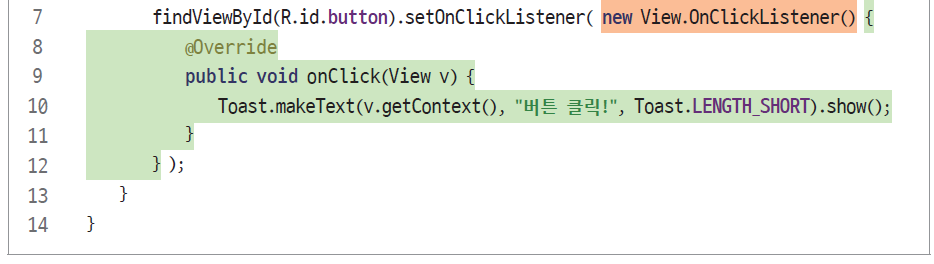 7 findViewById(R.id.button).setOnClickListener( new View.OnClickListener() {
8 @Override
9 public void onClick(View v) {
10 Toast.makeText(v.getContext(), "버튼 클릭!", Toast.LENGTH_SHORT).show();
11 }
12 } );
13 }
14 }